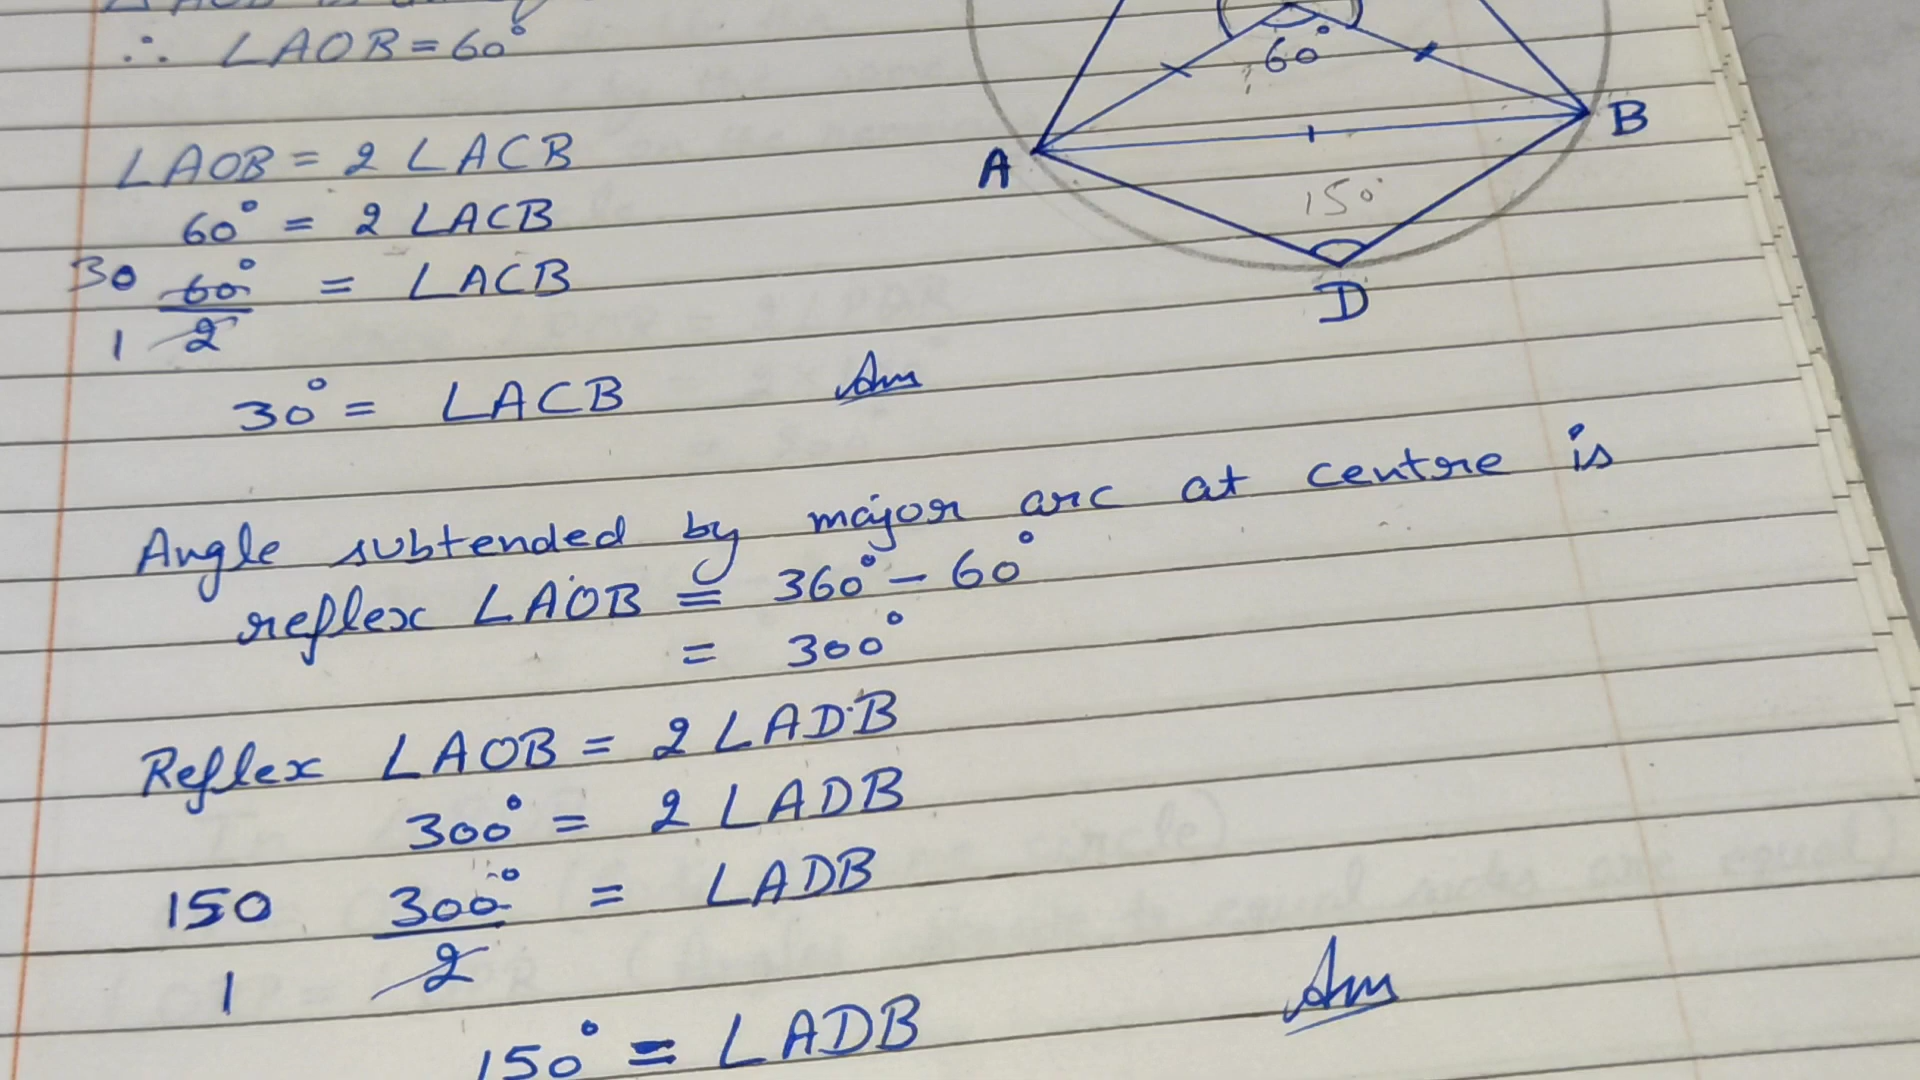 ∴ ∠AOB = 60°
∠AOB = 2 ∠ACB
60° = 2 ∠ACB
30 60°/2 = ∠ACB
1
30° = ∠ACB Ans
Angle subtended by major arc at centre is
reflex ∠AOB = 360° - 60°
= 300°
Reflex ∠AOB = 2 ∠ADB
300° = 2 ∠ADB
150 300°/2 = ∠ADB
1
150° = ∠ADB Ans
60°
A
B
150°
D